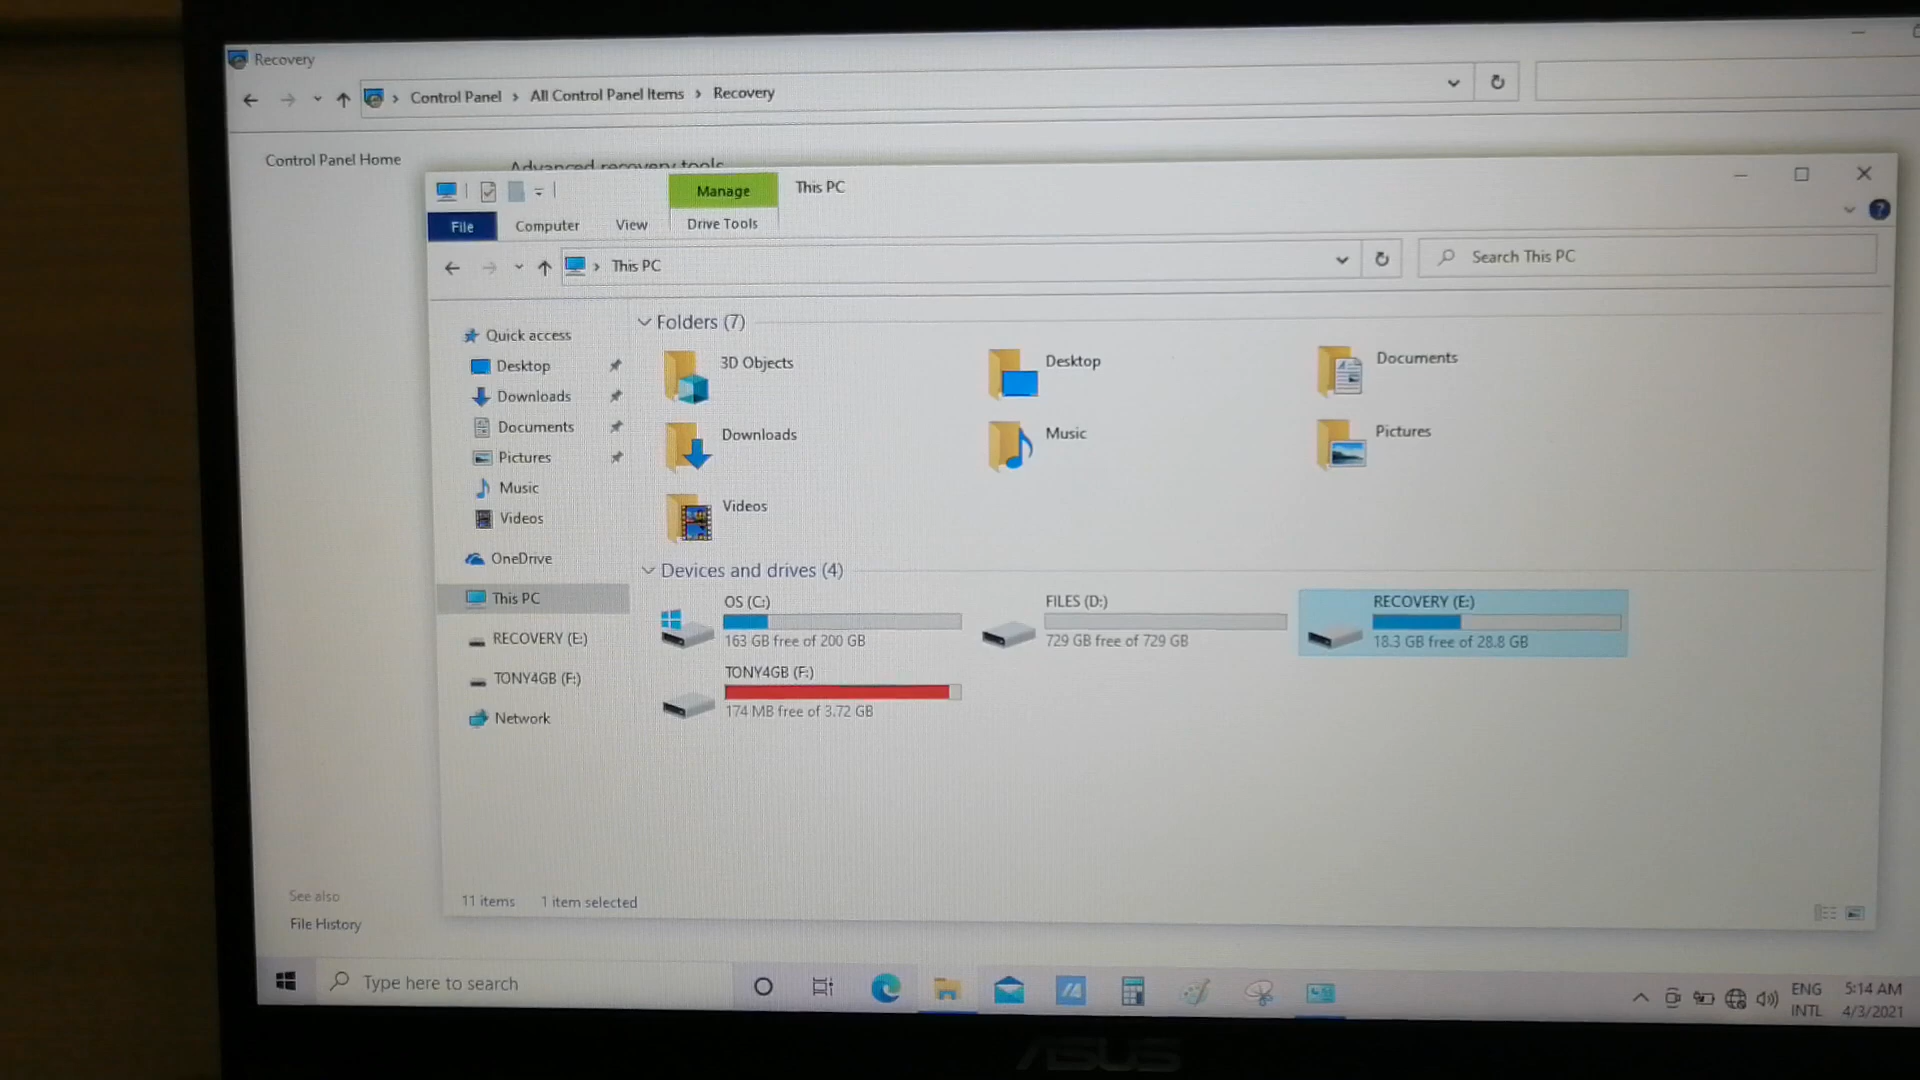 Recovery
Control Panel › All Control Panel Items › Recovery
Control Panel Home
Advanced recovery tools
Manage
This PC
File
Computer
View
Drive Tools
This PC
Search This PC
Quick access
Desktop
Downloads
Documents
Pictures
Music
Videos
OneDrive
This PC
RECOVERY (E:)
TONY4GB (F:)
Network
Folders (7)
3D Objects
Desktop
Documents
Downloads
Music
Pictures
Videos
Devices and drives (4)
OS (C:)
163 GB free of 200 GB
FILES (D:)
729 GB free of 729 GB
RECOVERY (E:)
18.3 GB free of 28.8 GB
TONY4GB (F:)
174 MB free of 3.72 GB
11 items
1 item selected
See also
File History
Type here to search
ENG
INTL
5:14 AM
4/3/2021
ASUS